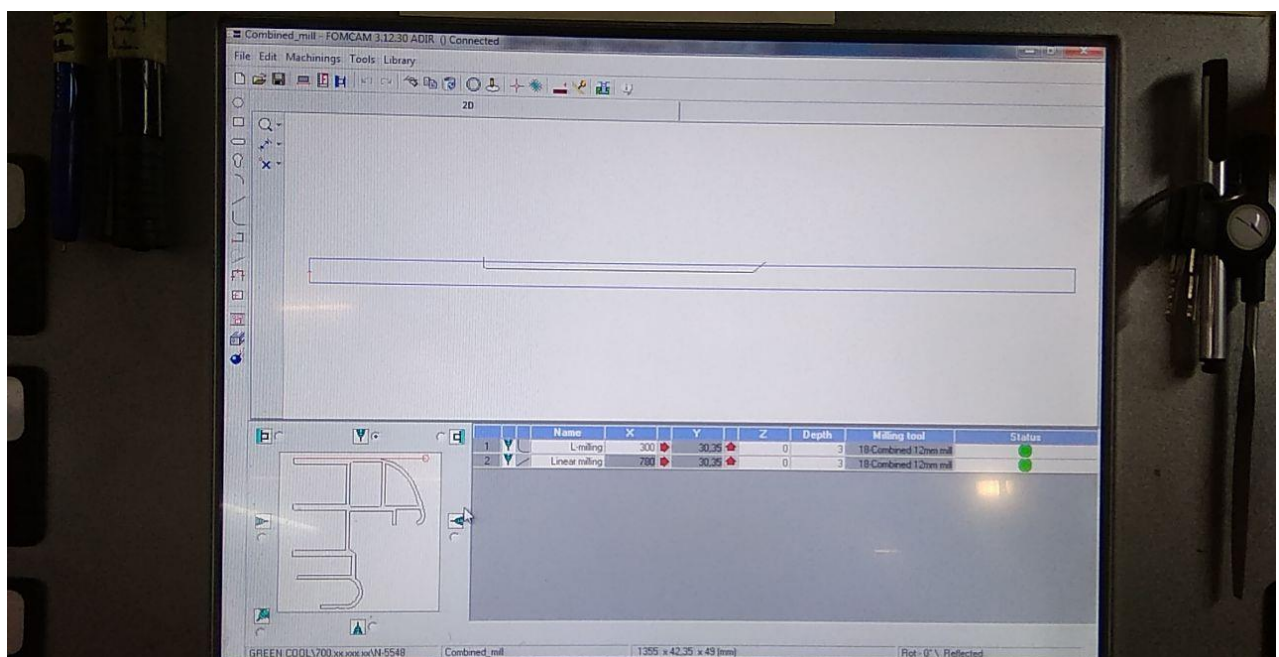 Combined_mill - FOMCAM 3.12.30 ADIR () Connected
File Edit Machinings Tools Library
2D
Name X Y Z Depth Milling tool Status
1 L-milling 300 30,35 0 3 18-Combined 12mm mill
2 Linear milling 780 30,35 0 3 18-Combined 12mm mill
Combined_mill
1355 x 42.35 x 49 [mm]
Rot - 0° \ Reflected